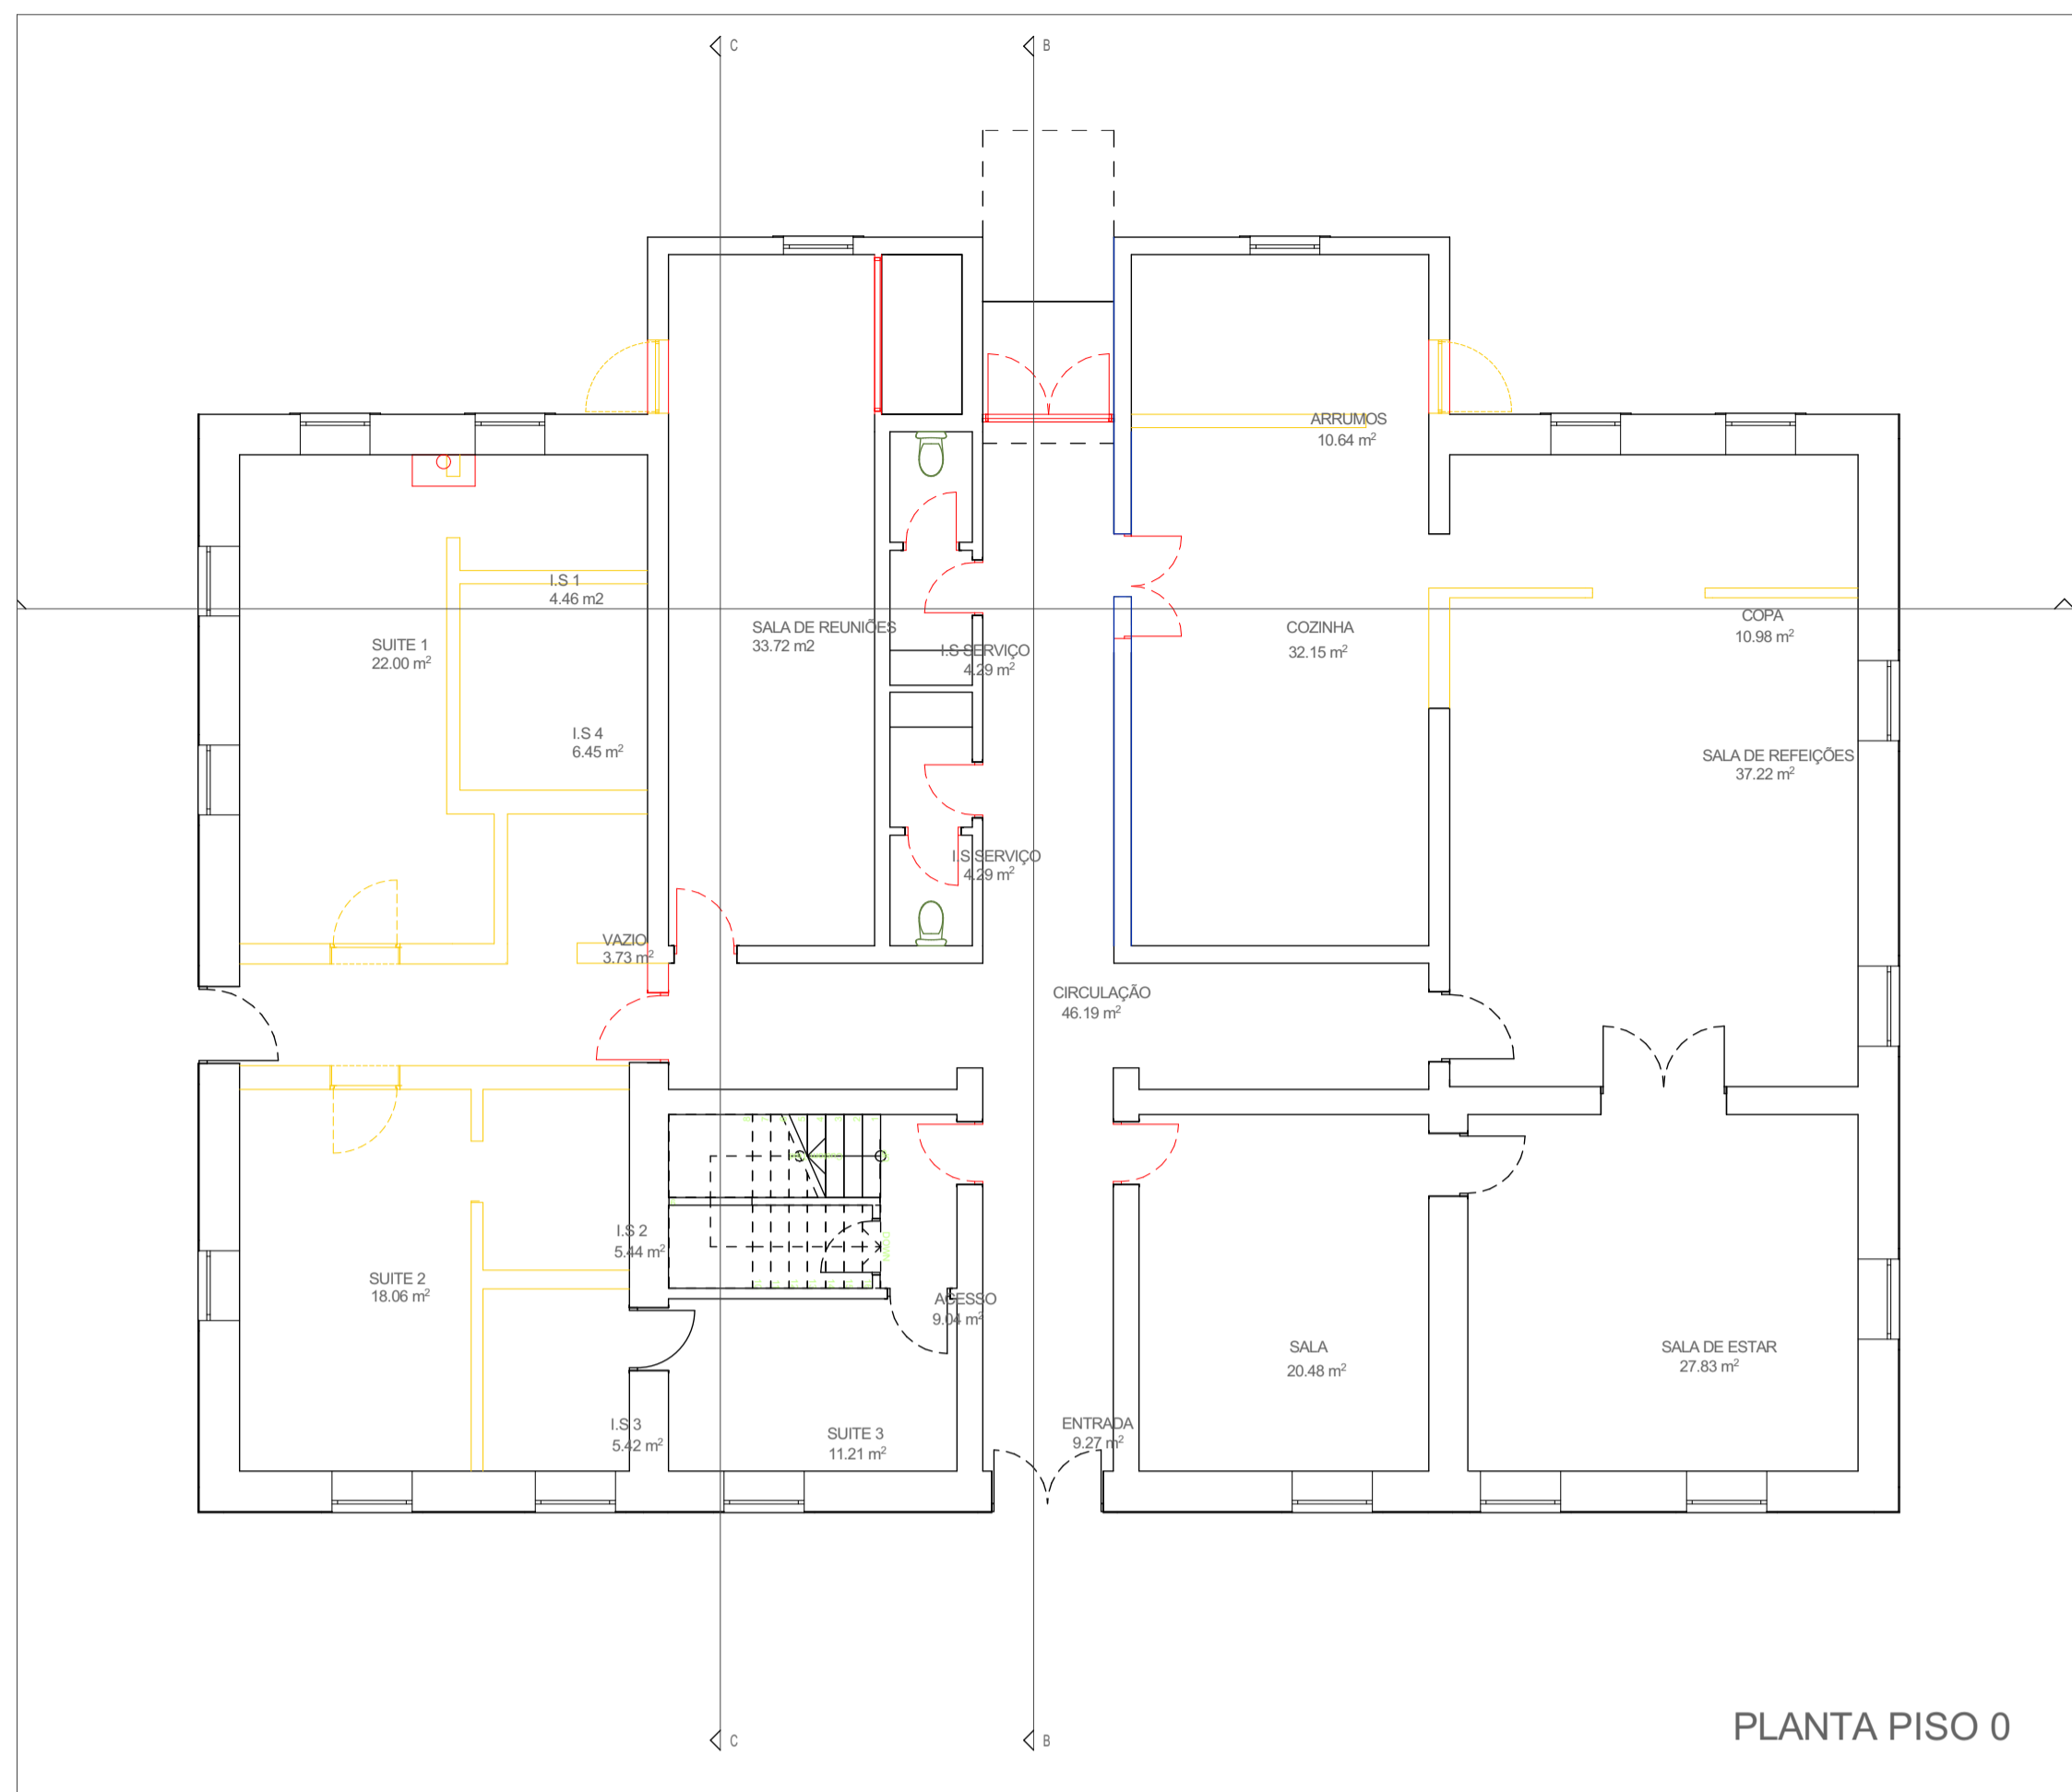 C
B
ARRUMOS
10.64 m²
I.S 1
4.46 m2
SUITE 1
22.00 m²
SALA DE REUNIÕES
33.72 m2
I.S SERVIÇO
4.29 m²
COZINHA
32.15 m²
COPA
10.98 m²
I.S 4
6.45 m²
SALA DE REFEIÇÕES
37.22 m²
I.S SERVIÇO
4.29 m²
VAZIO
3.73 m²
CIRCULAÇÃO
46.19 m²
I.S 2
5.44 m²
DOWN
SUITE 2
18.06 m²
ACESSO
9.04 m²
SALA
20.48 m²
SALA DE ESTAR
27.83 m²
I.S 3
5.42 m²
SUITE 3
11.21 m²
ENTRADA
9.27 m²
PLANTA PISO 0
C
B